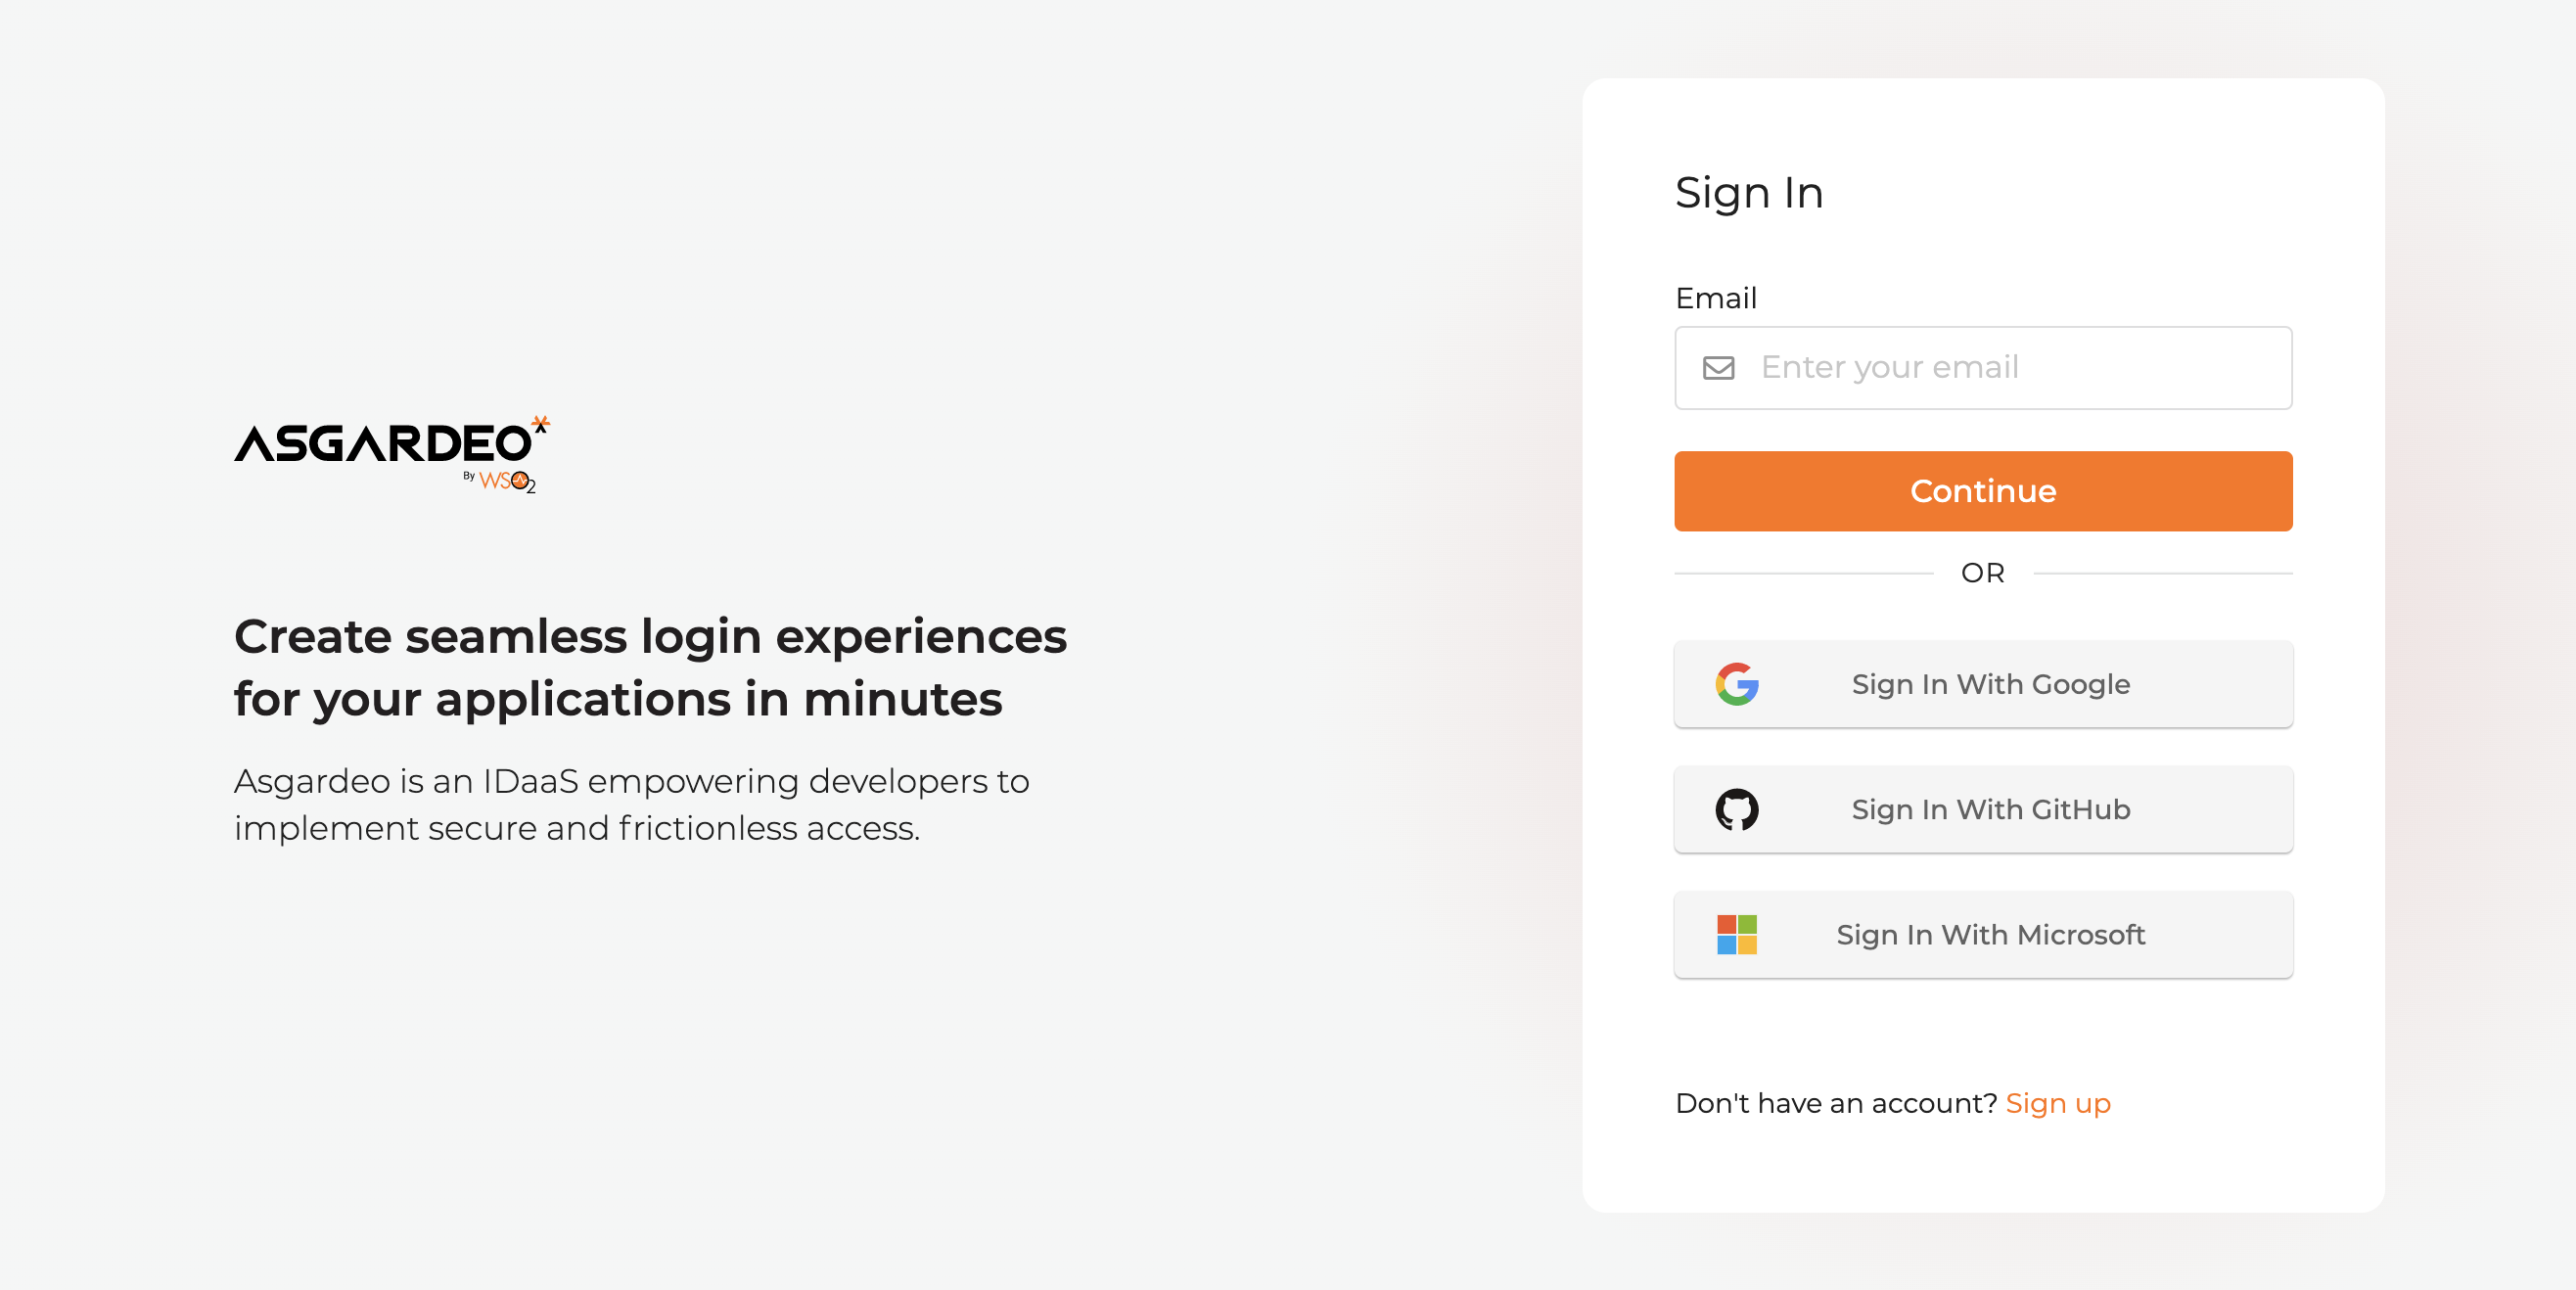 ASGARDEO
By WSO2
Create seamless login experiences
for your applications in minutes
Asgardeo is an IDaaS empowering developers to
implement secure and frictionless access.
Sign In
Email
Enter your email
Continue
OR
Sign In With Google
Sign In With GitHub
Sign In With Microsoft
Don't have an account? Sign up